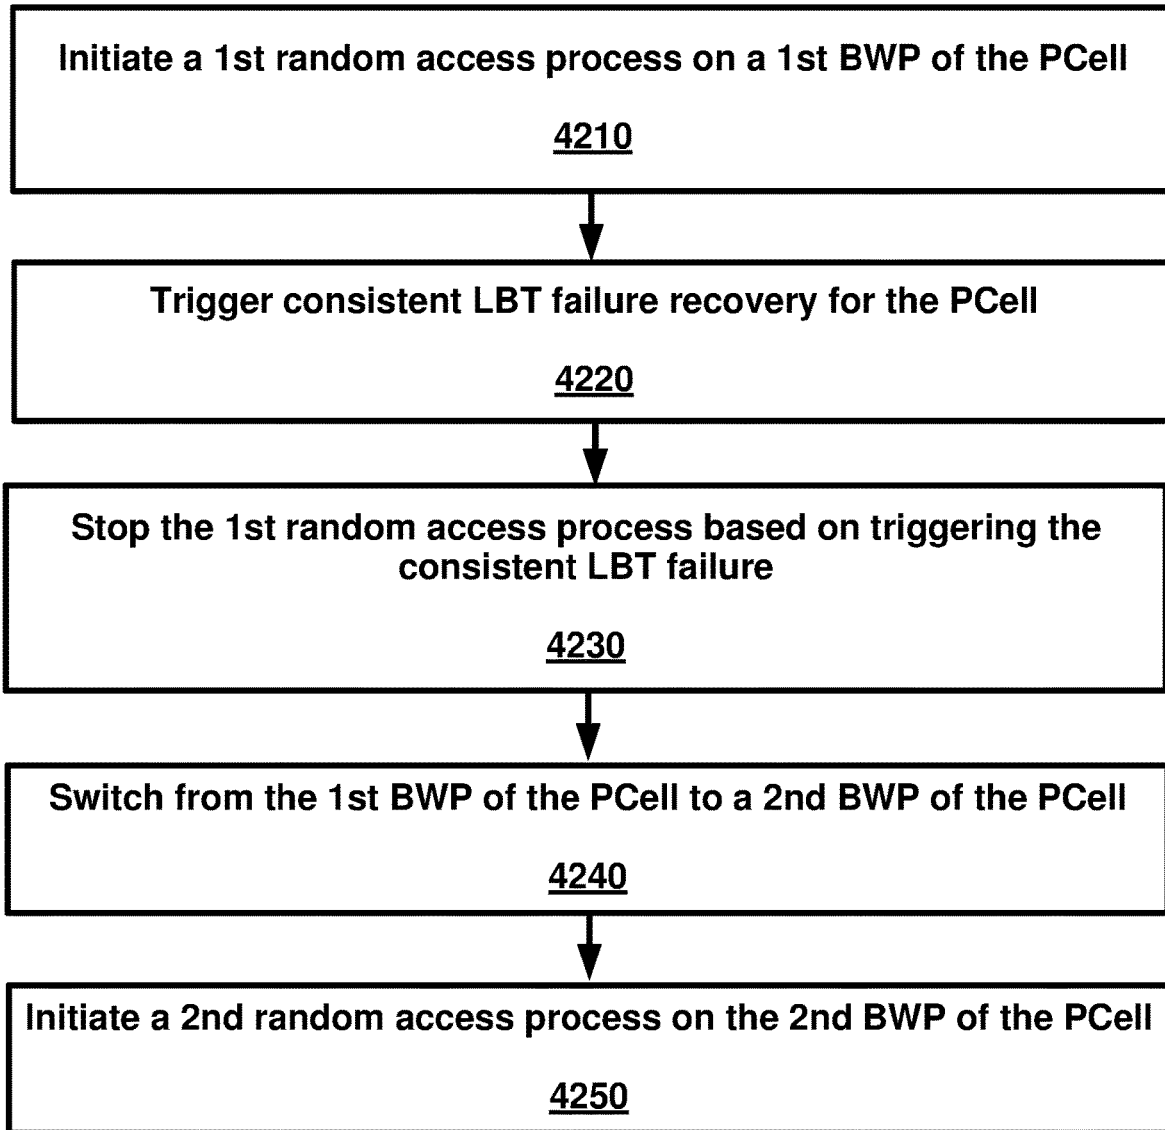 Initiate a 1st random access process on a 1st BWP of the PCell
4210
Trigger consistent LBT failure recovery for the PCell
4220
Stop the 1st random access process based on triggering the
consistent LBT failure
4230
Switch from the 1st BWP of the PCell to a 2nd BWP of the PCell
4240
Initiate a 2nd random access process on the 2nd BWP of the PCell
4250